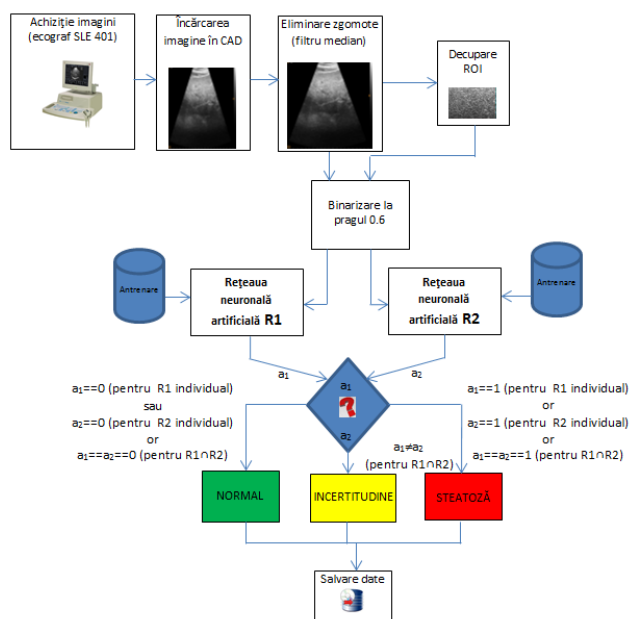 Achiziție imagini
(ecograf SLE 401)
Încărcarea
imagine în CAD
Eliminare zgomote
(filtru median)
Decupare
ROI
Binarizare la
pragul 0.6
Antrenare
Rețeaua
neuronală
artificială R1
Rețeaua
neuronală
artificială R2
Antrenare
a₁
a₂
a₁==0 (pentru R1 individual)
sau
a₂==0 (pentru R2 individual)
or
a₁==a₂==0 (pentru R1∩R2)
a₁
?
a₂
a₁≠a₂
(pentru R1∩R2)
a₁==1 (pentru R1 individual)
or
a₂==1 (pentru R2 individual)
or
a₁==a₂==1 (pentru R1∩R2)
NORMAL
INCERTITUDINE
STEATOZĂ
Salvare date